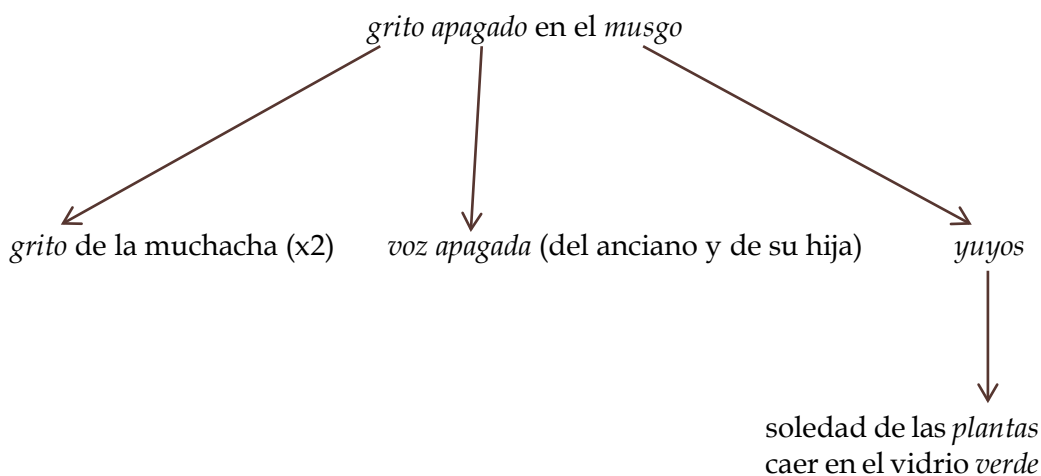 grito apagado en el musgo
grito de la muchacha (x2)
voz apagada (del anciano y de su hija)
yuyos
soledad de las plantas
caer en el vidrio verde